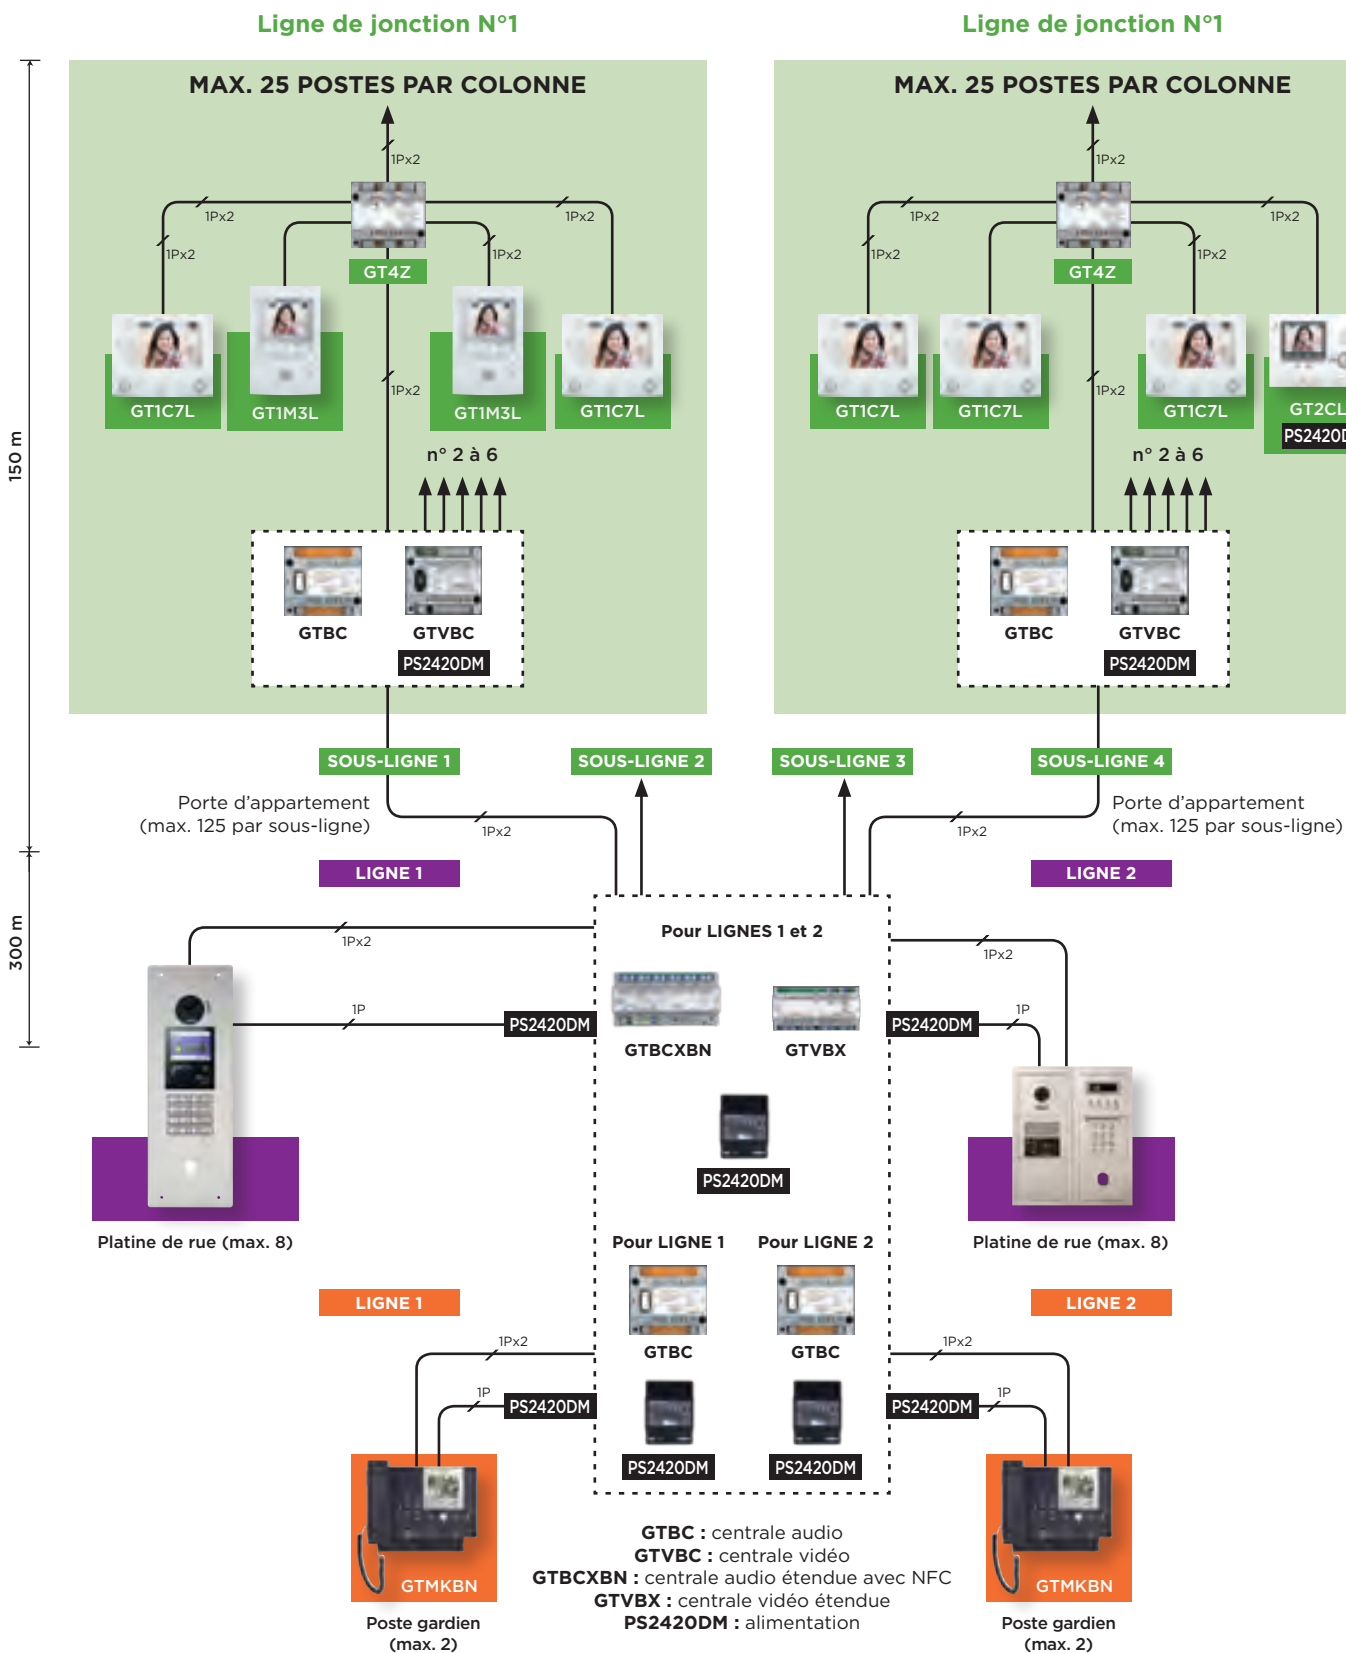 Ligne de jonction N°1
Ligne de jonction N°1
MAX. 25 POSTES PAR COLONNE
MAX. 25 POSTES PAR COLONNE
1Px2
1Px2
1Px2
1Px2
1Px2
1Px2
1Px2
1Px2
1Px2
1Px2
1Px2
GT4Z
GT4Z
1Px2
1Px2
GT1C7L
GT1M3L
GT1M3L
GT1C7L
GT1C7L
GT1C7L
GT1C7L
GT2CL
PS2420D
150 m
n° 2 à 6
n° 2 à 6
GTBC
GTVBC
PS2420DM
GTBC
GTVBC
PS2420DM
SOUS-LIGNE 1
SOUS-LIGNE 2
SOUS-LIGNE 3
SOUS-LIGNE 4
Porte d'appartement
(max. 125 par sous-ligne)
1Px2
1Px2
Porte d'appartement
(max. 125 par sous-ligne)
LIGNE 1
LIGNE 2
300 m
1Px2
Pour LIGNES 1 et 2
1Px2
1P
PS2420DM
GTBCXBN
GTVBX
PS2420DM
1P
PS2420DM
Platine de rue (max. 8)
Pour LIGNE 1
Pour LIGNE 2
Platine de rue (max. 8)
LIGNE 1
LIGNE 2
1Px2
GTBC
GTBC
1Px2
1P
PS2420DM
PS2420DM
1P
PS2420DM
PS2420DM
GTMKBN
GTMKBN
Poste gardien
(max. 2)
Poste gardien
(max. 2)
GTBC : centrale audio
GTVBC : centrale vidéo
GTBCXBN : centrale audio étendue avec NFC
GTVBX : centrale vidéo étendue
PS2420DM : alimentation